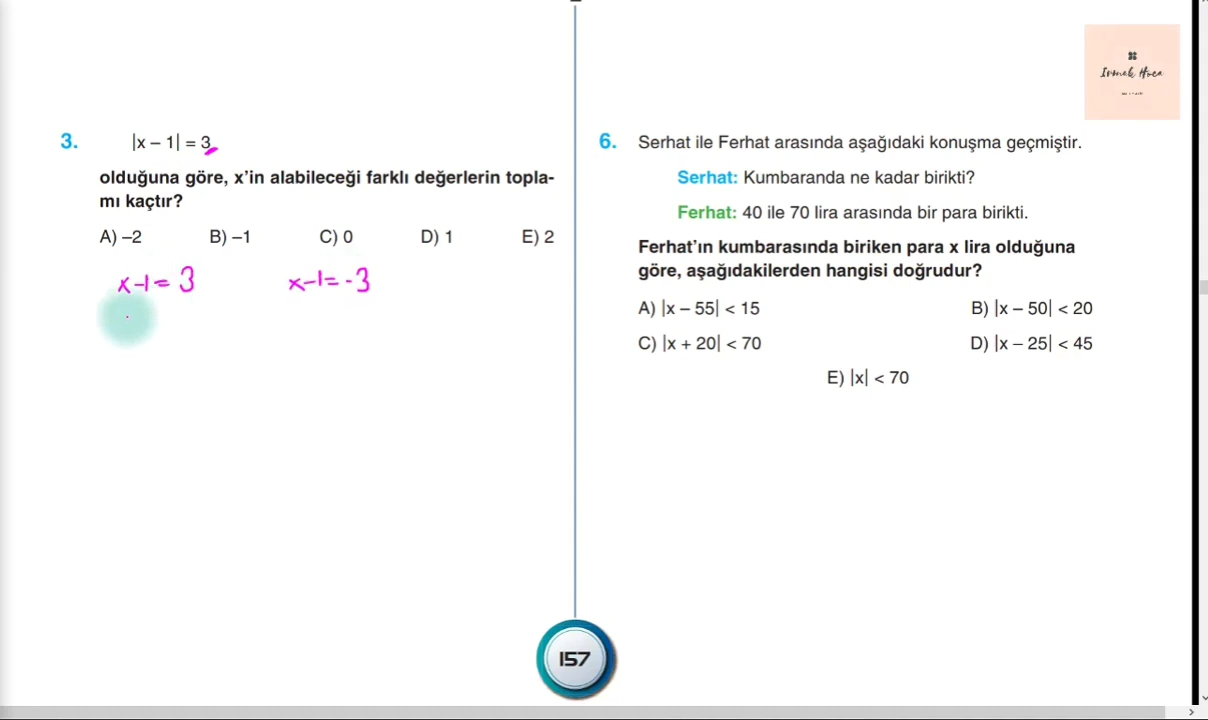 Irmak Hoca
3. |x – 1| = 3
olduğuna göre, x'in alabileceği farklı değerlerin topla-
mı kaçtır?
A) –2 B) –1 C) 0 D) 1 E) 2
x-1= 3 x-1= -3
6. Serhat ile Ferhat arasında aşağıdaki konuşma geçmiştir.
Serhat: Kumbaranda ne kadar birikti?
Ferhat: 40 ile 70 lira arasında bir para birikti.
Ferhat'ın kumbarasında biriken para x lira olduğuna
göre, aşağıdakilerden hangisi doğrudur?
A) |x – 55| < 15 B) |x – 50| < 20
C) |x + 20| < 70 D) |x – 25| < 45
E) |x| < 70
157